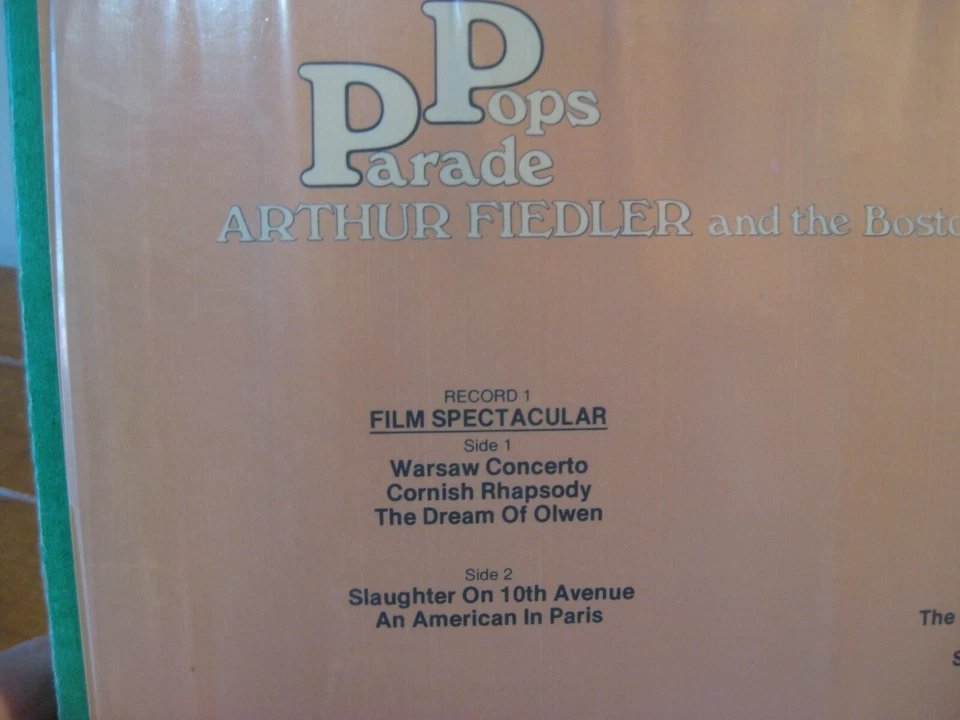 Pops
Parade
ARTHUR FIEDLER and the
RECORD 1
FILM SPECTACULAR
Side 1
Warsaw Concerto
Cornish Rhapsody
The Dream Of Olwen
Side 2
Slaughter On 10th Avenue
An American In Paris
The